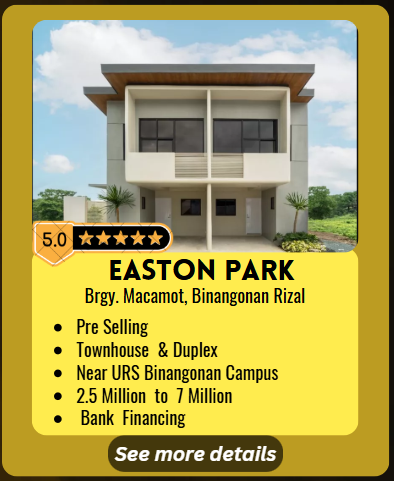 5.0
EASTON PARK
Brgy. Macamot, Binangonan Rizal
• Pre Selling
• Townhouse & Duplex
• Near URS Binangonan Campus
• 2.5 Million to 7 Million
• Bank Financing
See more details